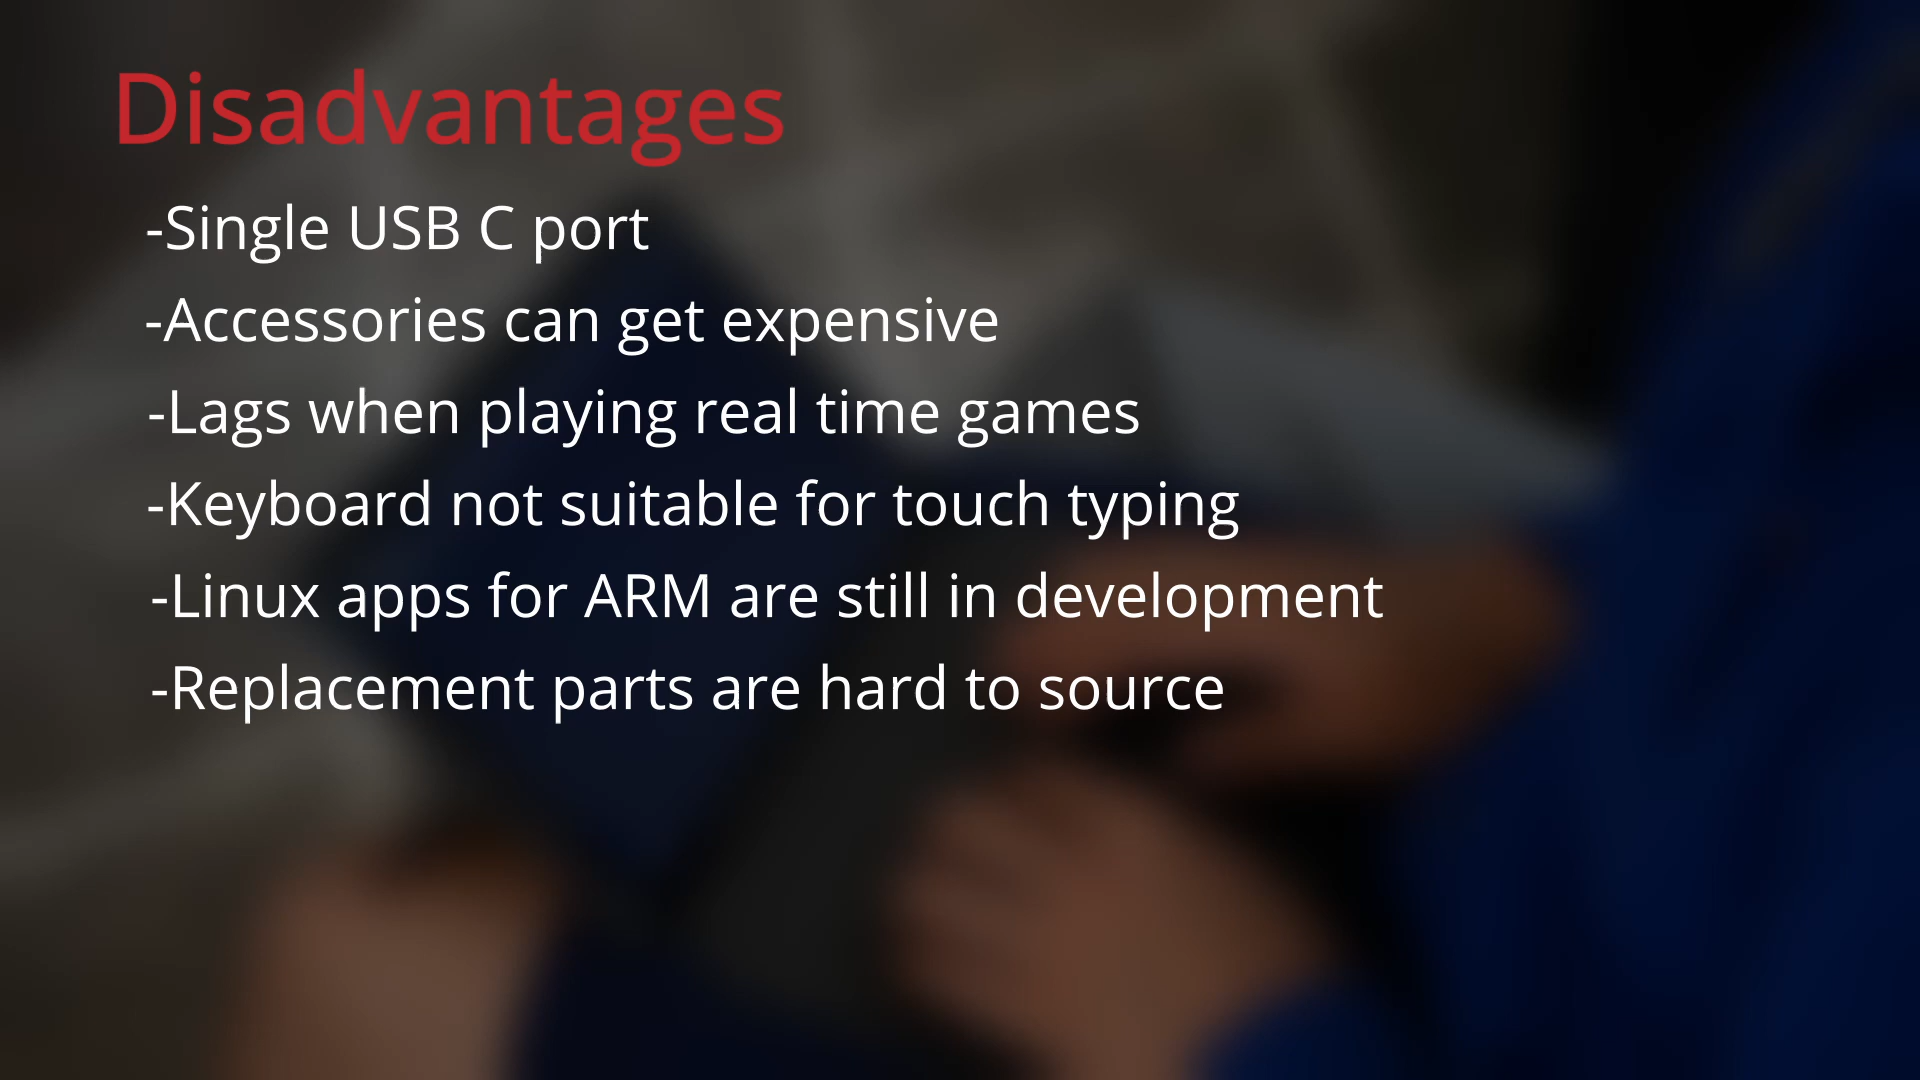 Disadvantages
-Single USB C port
-Accessories can get expensive
-Lags when playing real time games
-Keyboard not suitable for touch typing
-Linux apps for ARM are still in development
-Replacement parts are hard to source